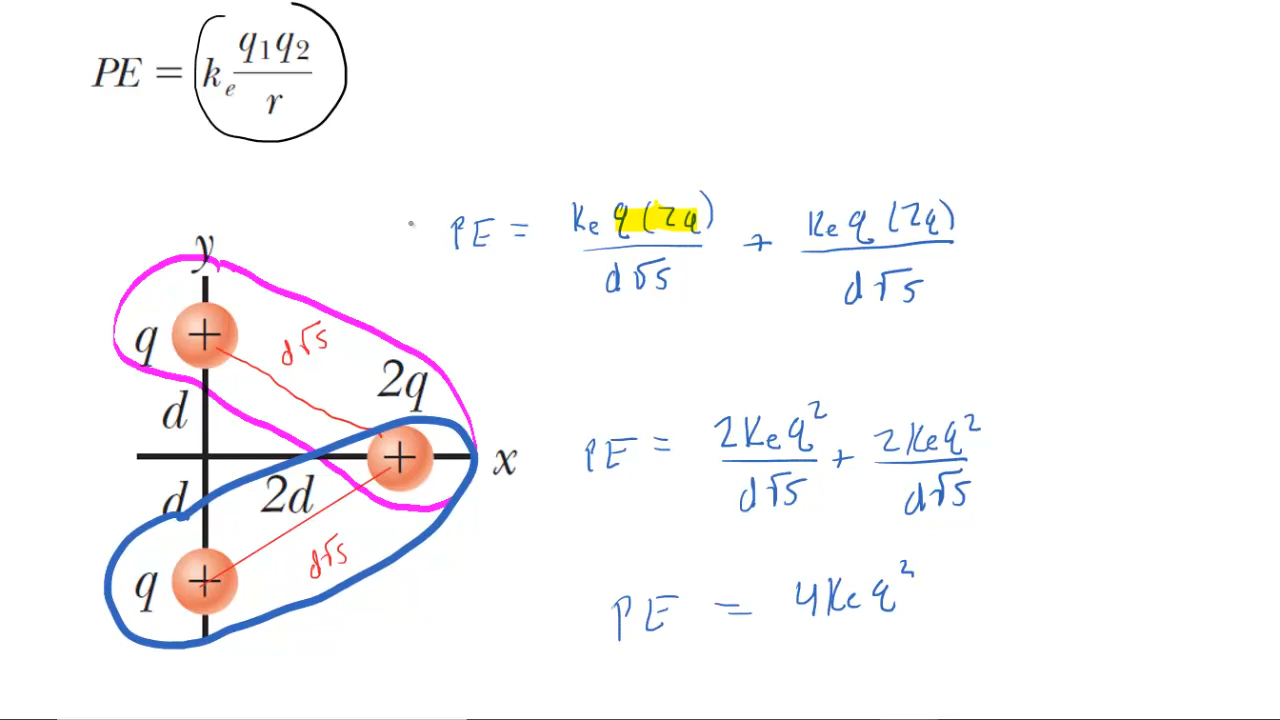 PE = k_e q₁q₂ / r
PE = ke q (2q) / d√5 + ke q (2q) / d√5
y
q +
d√5
2q
d
+ x
PE = 2keq² / d√5 + 2keq² / d√5
d 2d
d√5
q +
PE = 4keq²